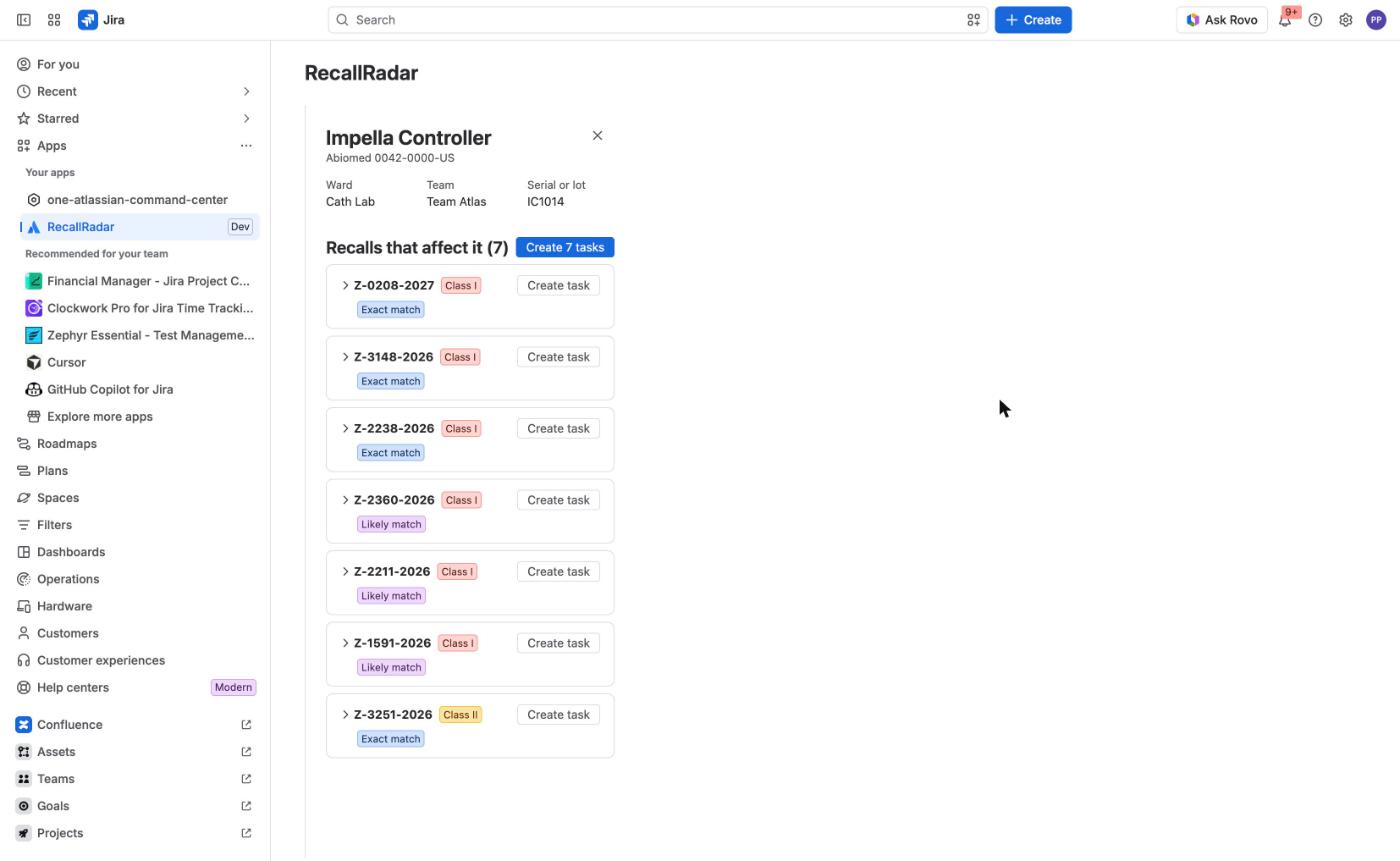 Jira
Search
Create
Ask Rovo
9+
PP
For you
Recent
Starred
Apps
Your apps
one-atlassian-command-center
RecallRadar
Dev
Recommended for your team
Financial Manager - Jira Project C...
Clockwork Pro for Jira Time Tracki...
Zephyr Essential - Test Manageme...
Cursor
GitHub Copilot for Jira
Explore more apps
Roadmaps
Plans
Spaces
Filters
Dashboards
Operations
Hardware
Customers
Customer experiences
Help centers
Modern
Confluence
Assets
Teams
Goals
Projects
RecallRadar
Impella Controller
Abiomed 0042-0000-US
Ward Team Serial or lot
Cath Lab Team Atlas IC1014
Recalls that affect it (7) Create 7 tasks
Z-0208-2027 Class I Create task
Exact match
Z-3148-2026 Class I Create task
Exact match
Z-2238-2026 Class I Create task
Exact match
Z-2360-2026 Class I Create task
Likely match
Z-2211-2026 Class I Create task
Likely match
Z-1591-2026 Class I Create task
Likely match
Z-3251-2026 Class II Create task
Exact match